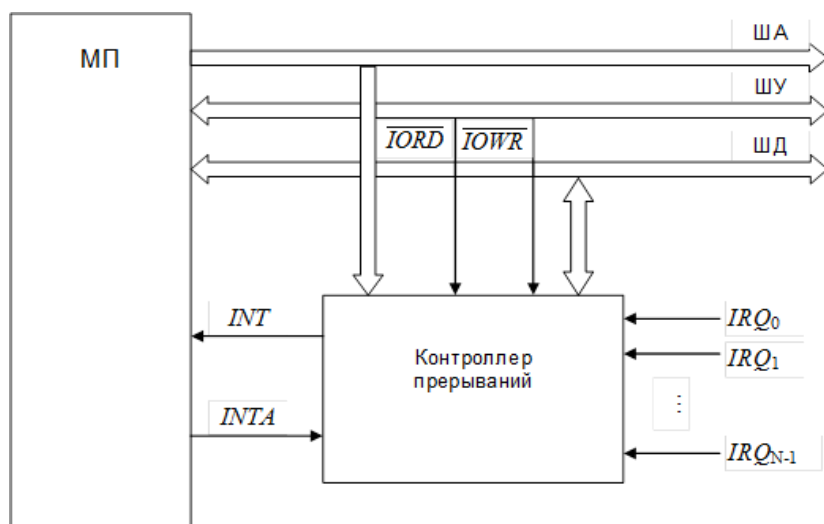 МП
ША
ШУ
IORD IOWR
ШД
INT
IRQ0
Контроллер
прерываний
IRQ1
...
INTA
IRQN-1